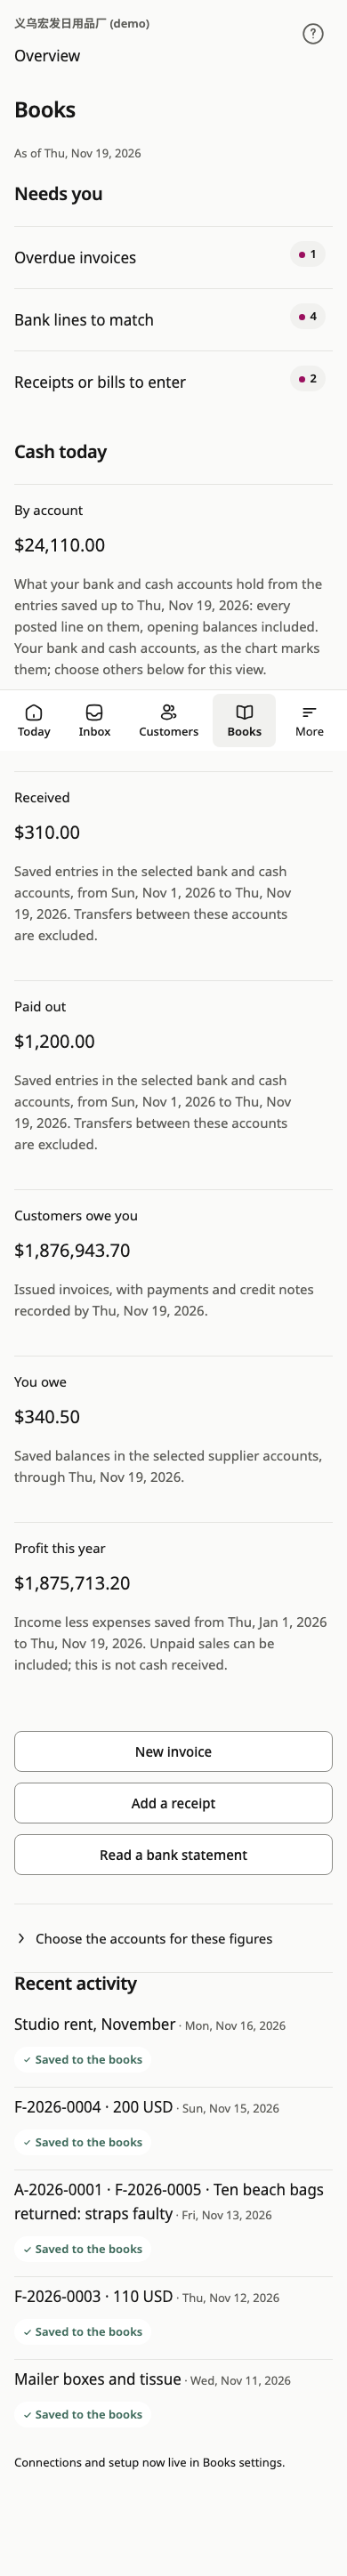 义乌宏发日用品厂 (demo)
Overview
Books
As of Thu, Nov 19, 2026
Needs you
Overdue invoices
1
Bank lines to match
4
Receipts or bills to enter
2
Cash today
By account
$24,110.00
What your bank and cash accounts hold from the
entries saved up to Thu, Nov 19, 2026: every
posted line on them, opening balances included.
Your bank and cash accounts, as the chart marks
them; choose others below for this view.
Today
Inbox
Customers
Books
More
Received
$310.00
Saved entries in the selected bank and cash
accounts, from Sun, Nov 1, 2026 to Thu, Nov
19, 2026. Transfers between these accounts
are excluded.
Paid out
$1,200.00
Saved entries in the selected bank and cash
accounts, from Sun, Nov 1, 2026 to Thu, Nov
19, 2026. Transfers between these accounts
are excluded.
Customers owe you
$1,876,943.70
Issued invoices, with payments and credit notes
recorded by Thu, Nov 19, 2026.
You owe
$340.50
Saved balances in the selected supplier accounts,
through Thu, Nov 19, 2026.
Profit this year
$1,875,713.20
Income less expenses saved from Thu, Jan 1, 2026
to Thu, Nov 19, 2026. Unpaid sales can be
included; this is not cash received.
New invoice
Add a receipt
Read a bank statement
Choose the accounts for these figures
Recent activity
Studio rent, November · Mon, Nov 16, 2026
Saved to the books
F-2026-0004 · 200 USD · Sun, Nov 15, 2026
Saved to the books
A-2026-0001 · F-2026-0005 · Ten beach bags
returned: straps faulty · Fri, Nov 13, 2026
Saved to the books
F-2026-0003 · 110 USD · Thu, Nov 12, 2026
Saved to the books
Mailer boxes and tissue · Wed, Nov 11, 2026
Saved to the books
Connections and setup now live in Books settings.